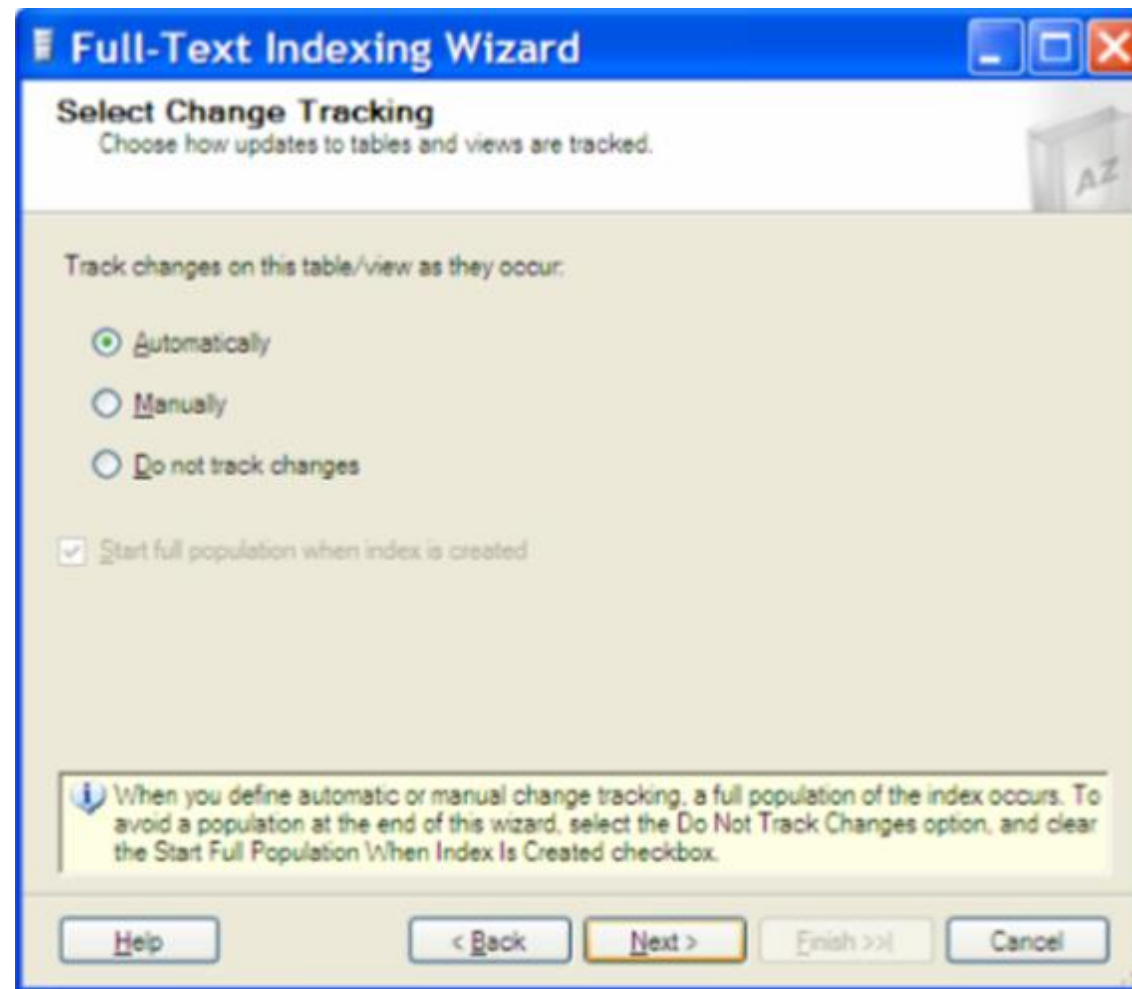 Full-Text Indexing Wizard
Select Change Tracking
Choose how updates to tables and views are tracked.
AZ
Track changes on this table/view as they occur:
Automatically
Manually
Do not track changes
Start full population when index is created
When you define automatic or manual change tracking, a full population of the index occurs. To
avoid a population at the end of this wizard, select the Do Not Track Changes option, and clear
the Start Full Population When Index Is Created checkbox.
Help
< Back
Next >
Finish >>|
Cancel